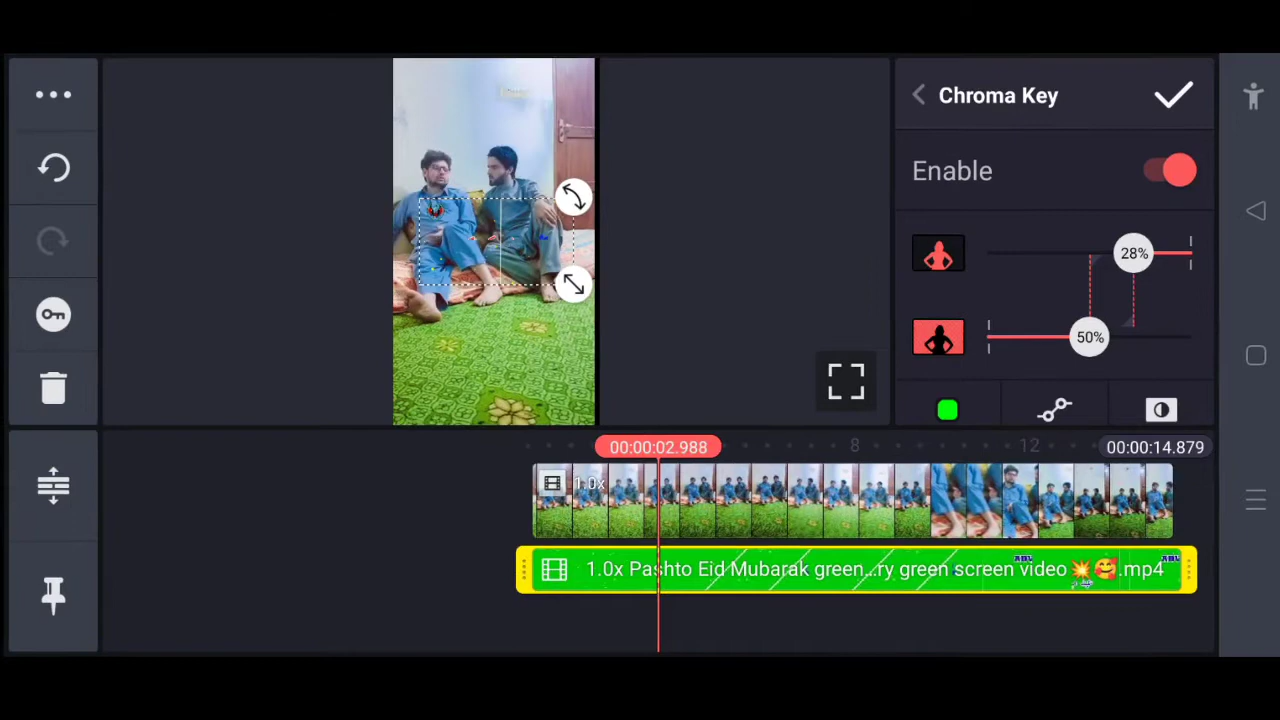 Chroma Key
Enable
28%
50%
00:00:02.988
8
12
00:00:14.879
1.0x
1.0x Pashto Eid Mubarak green...ry green screen video 💥🥰.mp4